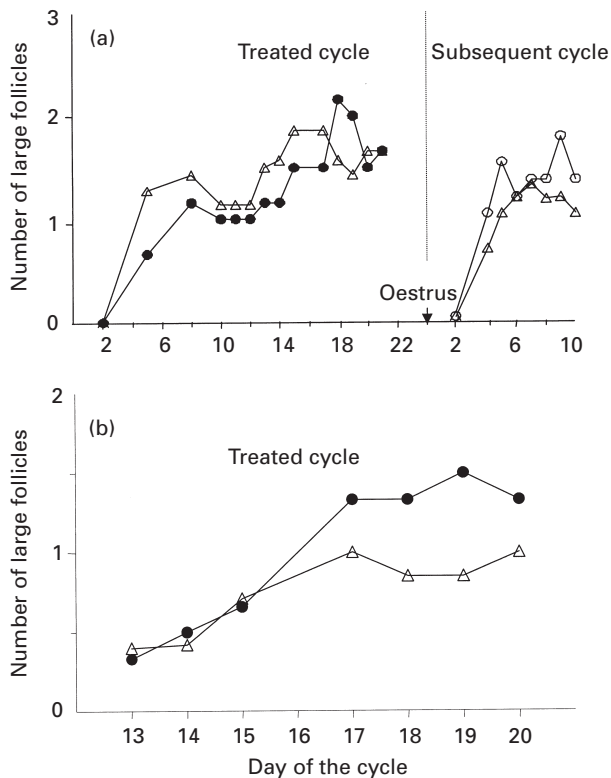 (a)
Treated cycle
Subsequent cycle
Number of large follicles
3
2
1
0
Oestrus
2 6 10 14 18 22 2 6 10
(b)
Treated cycle
Number of large follicles
2
1
0
13 14 15 17 18 19 20
Day of the cycle